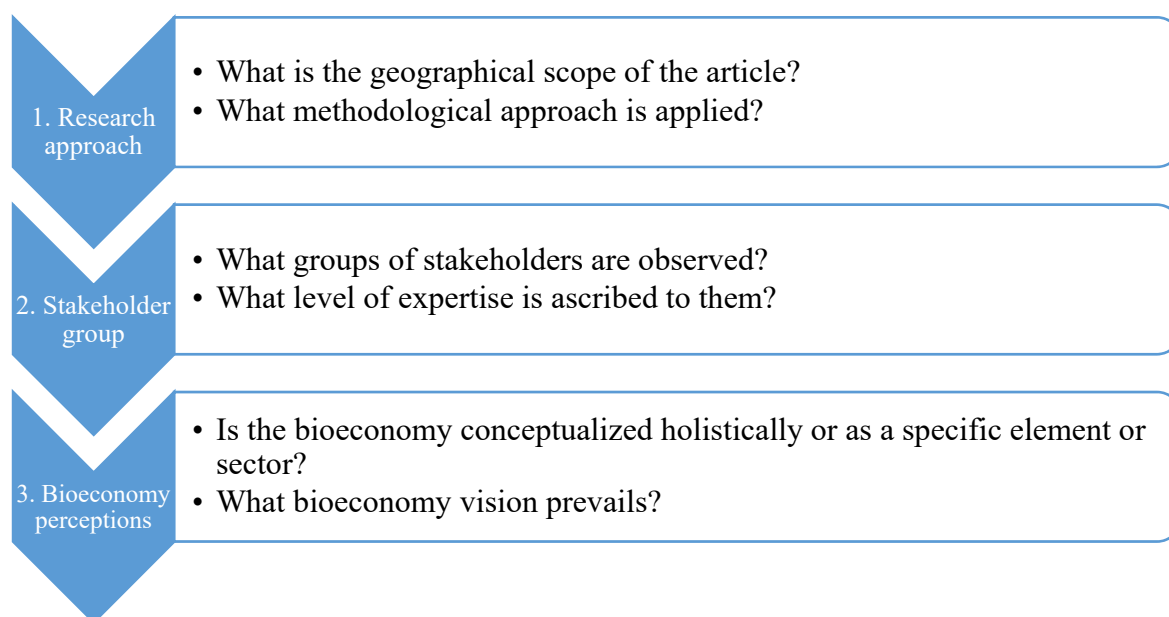 1. Research
approach
• What is the geographical scope of the article?
• What methodological approach is applied?
2. Stakeholder
group
• What groups of stakeholders are observed?
• What level of expertise is ascribed to them?
3. Bioeconomy
perceptions
• Is the bioeconomy conceptualized holistically or as a specific element or
sector?
• What bioeconomy vision prevails?